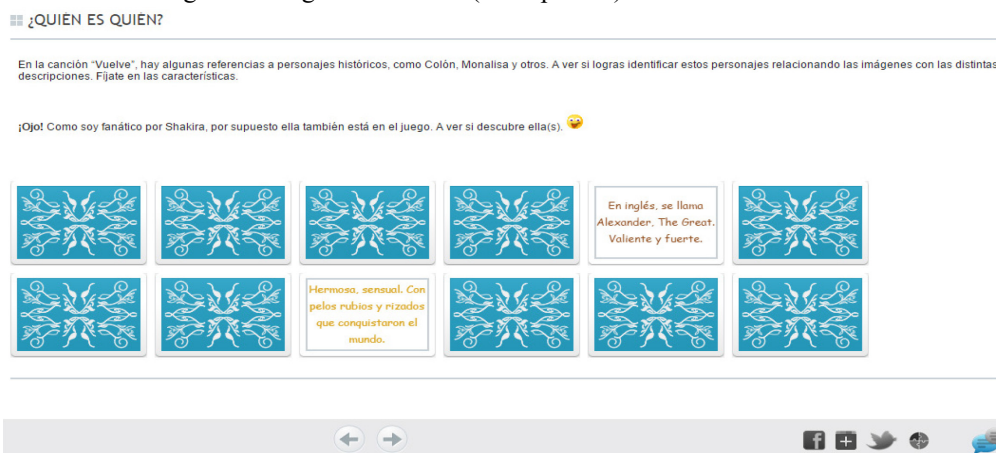 ¿QUIÉN ES QUIÉN?
En la canción "Vuelve", hay algunas referencias a personajes históricos, como Colón, Monalisa y otros. A ver si logras identificar estos personajes relacionando las imágenes con las distintas
descripciones. Fíjate en las características.
¡Ojo! Como soy fanático por Shakira, por supuesto ella también está en el juego. A ver si descubre ella(s).
En inglés, se llama
Alexander, The Great.
Valiente y fuerte.
Hermosa, sensual. Con
pelos rubios y rizados
que conquistaron el
mundo.